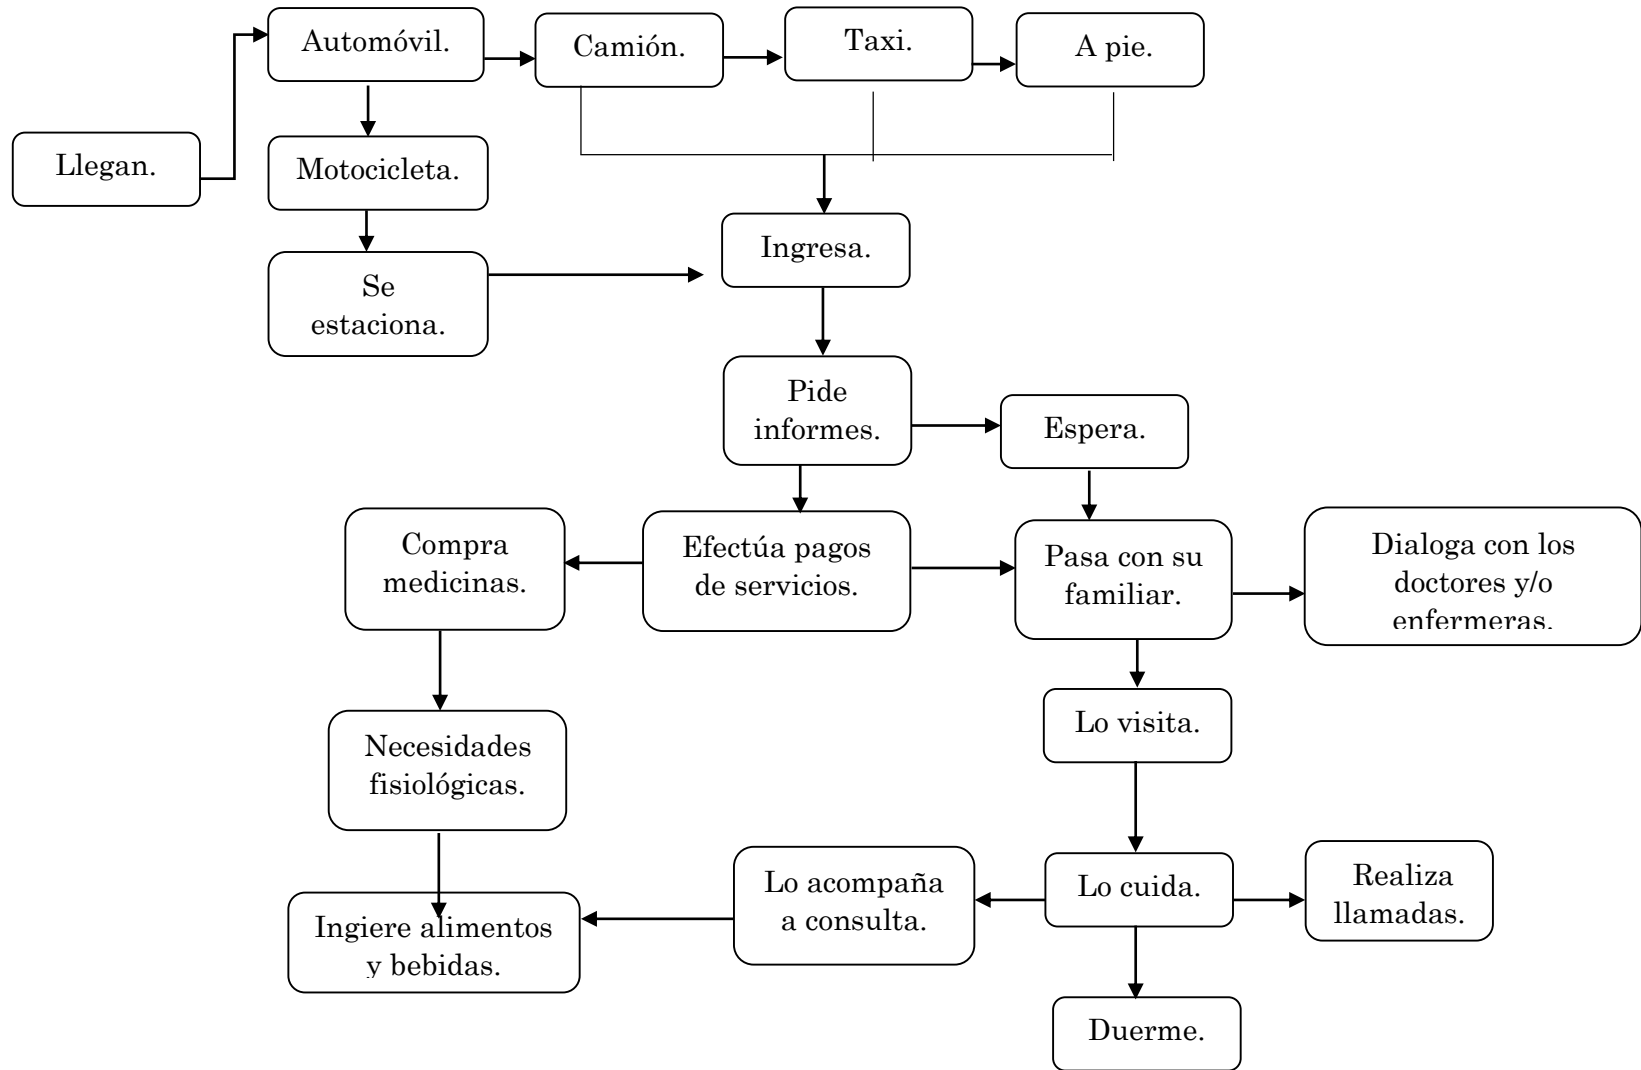 Automóvil.
Camión.
Taxi.
A pie.
Llegan.
Motocicleta.
Ingresa.
Se
estaciona.
Pide
informes.
Espera.
Compra
medicinas.
Efectúa pagos
de servicios.
Pasa con su
familiar.
Dialoga con los
doctores y/o
enfermeras.
Lo visita.
Necesidades
fisiológicas.
Lo acompaña
a consulta.
Lo cuida.
Realiza
llamadas.
Ingiere alimentos
y bebidas.
Duerme.